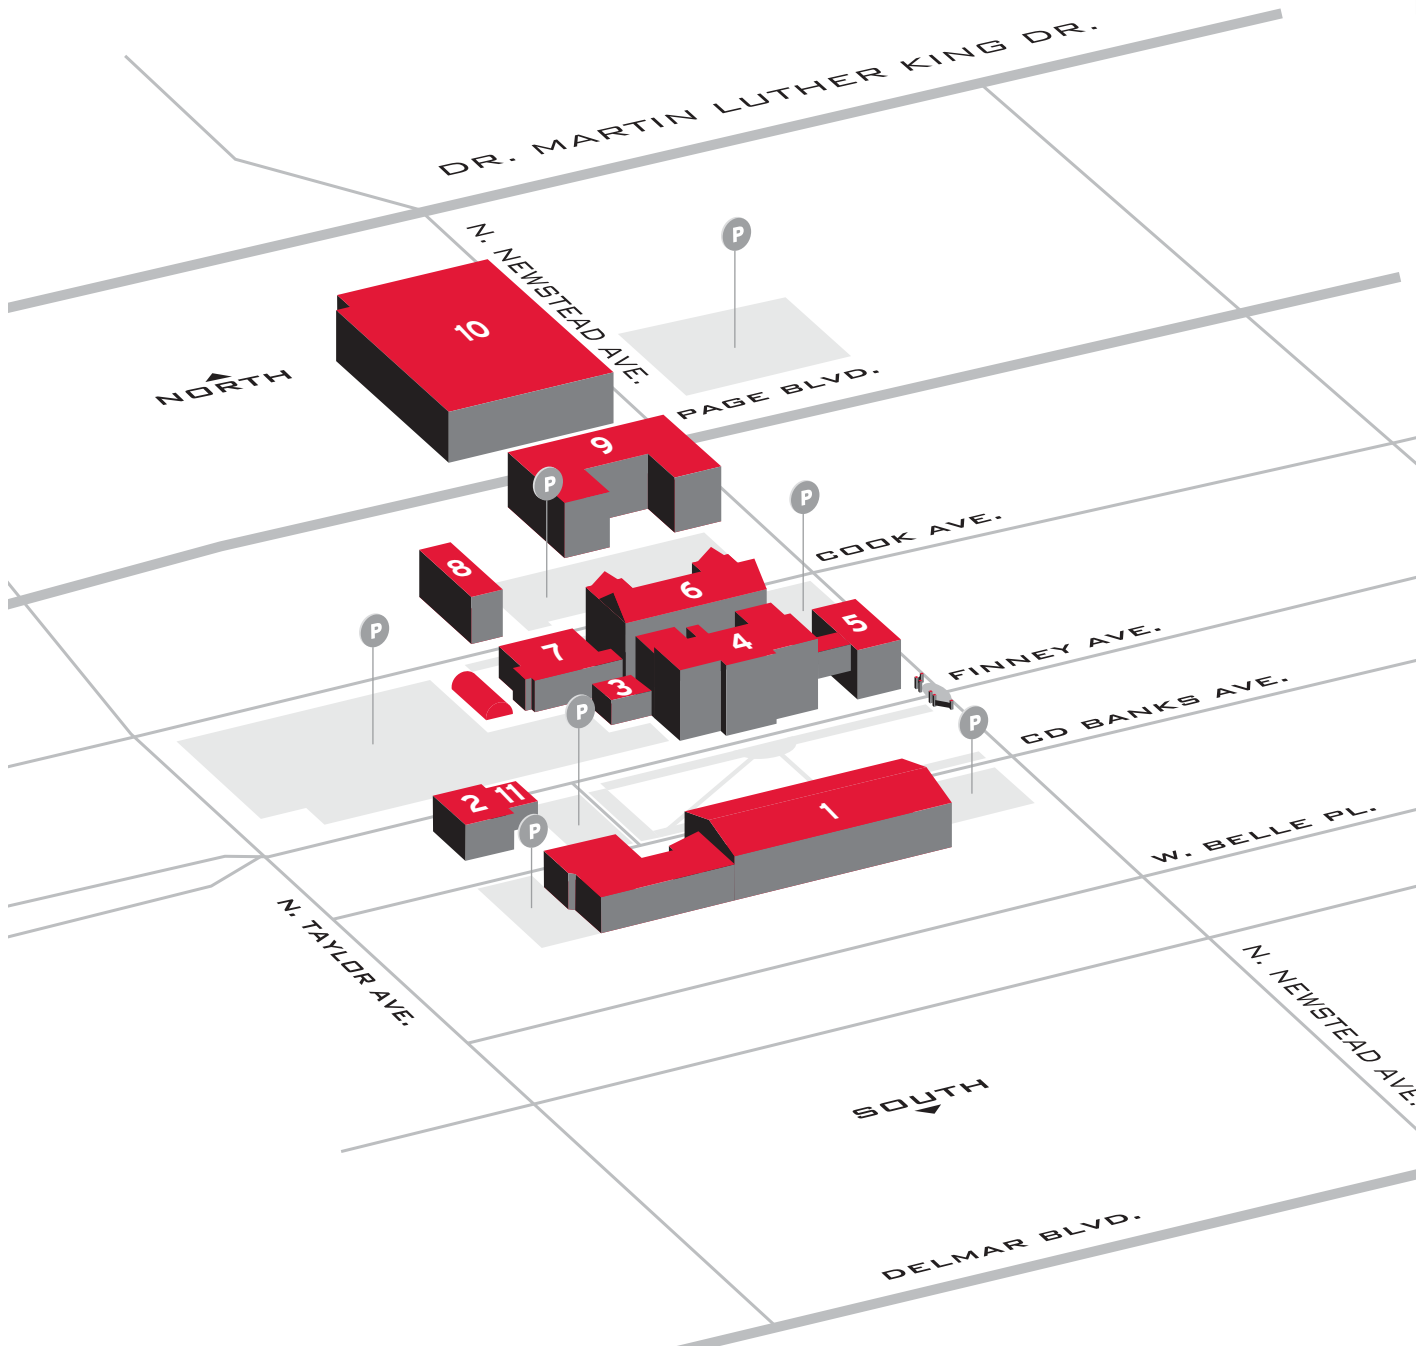 DR. MARTIN LUTHER KING DR.
N. NEWSTEAD AVE.
P
10
NORTH
PAGE BLVD.
9
P
P
COOK AVE.
8
6
P
7
4
5
FINNEY AVE.
3
P
P
CD BANKS AVE.
2
11
1
P
W. BELLE PL.
N. TAYLOR AVE.
N. NEWSTEAD AVE.
SOUTH
DELMAR BLVD.